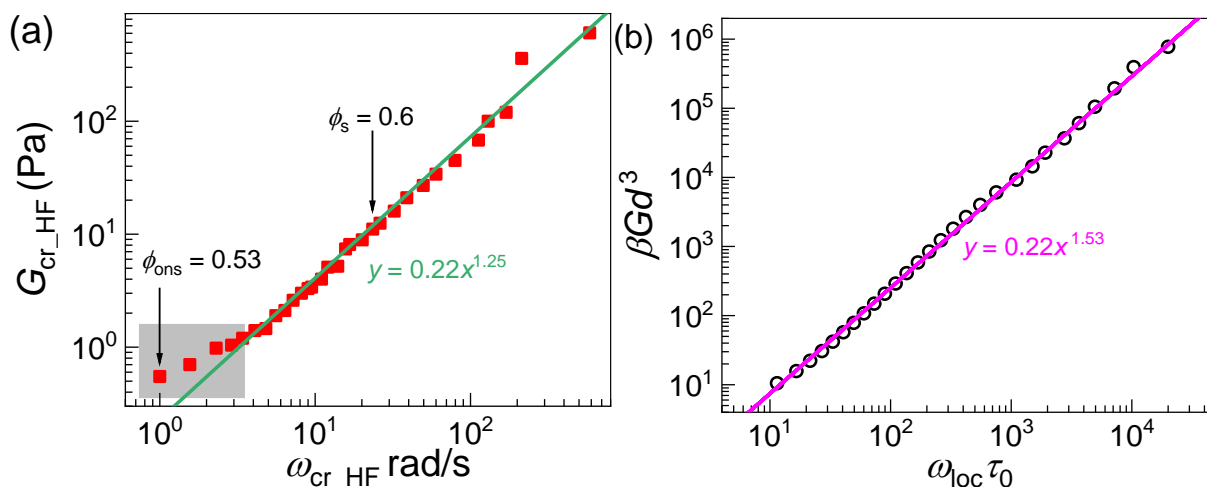 (a)
G_cr_HF (Pa)
10^2
10^1
10^0
ϕ_s = 0.6
ϕ_ons = 0.53
y = 0.22x^1.25
10^0 10^1 10^2
ω_cr_HF rad/s
(b)
βGd^3
10^6
10^5
10^4
10^3
10^2
10^1
y = 0.22x^1.53
10^1 10^2 10^3 10^4
ω_loc τ_0